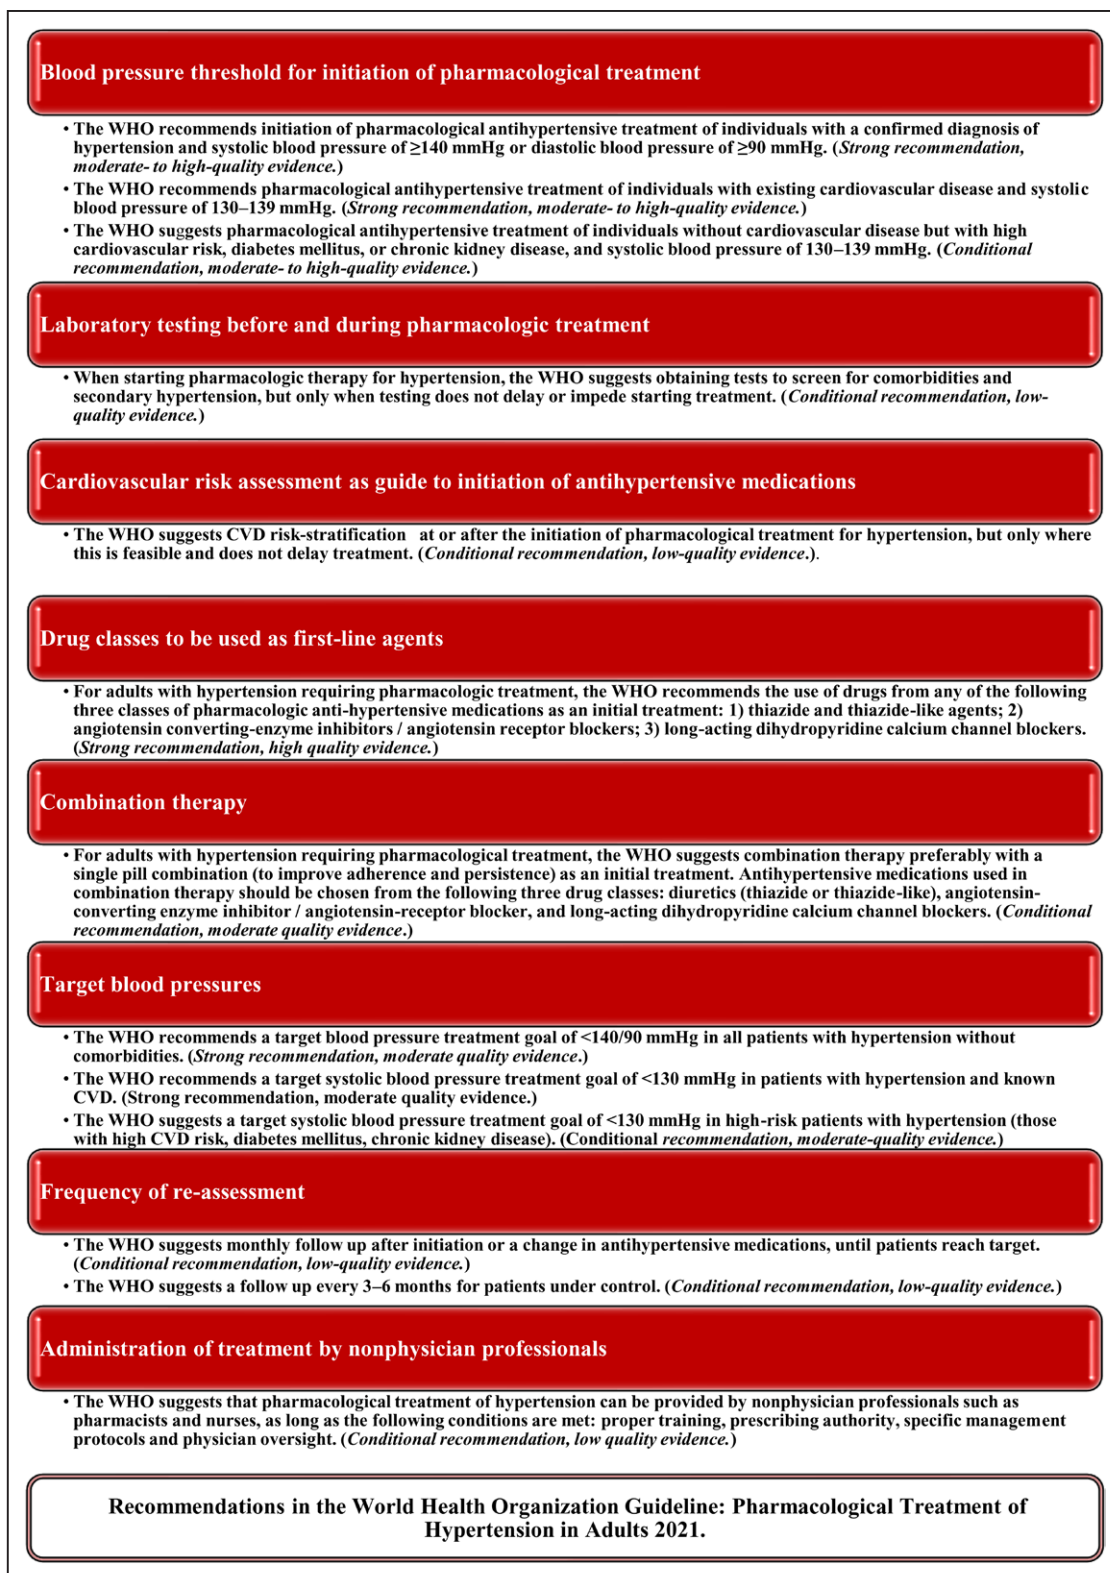 Blood pressure threshold for initiation of pharmacological treatment
• The WHO recommends initiation of pharmacological antihypertensive treatment of individuals with a confirmed diagnosis of
hypertension and systolic blood pressure of ≥140 mmHg or diastolic blood pressure of ≥90 mmHg. (Strong recommendation,
moderate- to high-quality evidence.)
• The WHO recommends pharmacological antihypertensive treatment of individuals with existing cardiovascular disease and systolic
blood pressure of 130–139 mmHg. (Strong recommendation, moderate- to high-quality evidence.)
• The WHO suggests pharmacological antihypertensive treatment of individuals without cardiovascular disease but with high
cardiovascular risk, diabetes mellitus, or chronic kidney disease, and systolic blood pressure of 130–139 mmHg. (Conditional
recommendation, moderate- to high-quality evidence.)
Laboratory testing before and during pharmacologic treatment
• When starting pharmacologic therapy for hypertension, the WHO suggests obtaining tests to screen for comorbidities and
secondary hypertension, but only when testing does not delay or impede starting treatment. (Conditional recommendation, low-
quality evidence.)
Cardiovascular risk assessment as guide to initiation of antihypertensive medications
• The WHO suggests CVD risk-stratification at or after the initiation of pharmacological treatment for hypertension, but only where
this is feasible and does not delay treatment. (Conditional recommendation, low-quality evidence.).
Drug classes to be used as first-line agents
• For adults with hypertension requiring pharmacologic treatment, the WHO recommends the use of drugs from any of the following
three classes of pharmacologic anti-hypertensive medications as an initial treatment: 1) thiazide and thiazide-like agents; 2)
angiotensin converting-enzyme inhibitors / angiotensin receptor blockers; 3) long-acting dihydropyridine calcium channel blockers.
(Strong recommendation, high quality evidence.)
Combination therapy
• For adults with hypertension requiring pharmacological treatment, the WHO suggests combination therapy preferably with a
single pill combination (to improve adherence and persistence) as an initial treatment. Antihypertensive medications used in
combination therapy should be chosen from the following three drug classes: diuretics (thiazide or thiazide-like), angiotensin-
converting enzyme inhibitor / angiotensin-receptor blocker, and long-acting dihydropyridine calcium channel blockers. (Conditional
recommendation, moderate quality evidence.)
Target blood pressures
• The WHO recommends a target blood pressure treatment goal of <140/90 mmHg in all patients with hypertension without
comorbidities. (Strong recommendation, moderate quality evidence.)
• The WHO recommends a target systolic blood pressure treatment goal of <130 mmHg in patients with hypertension and known
CVD. (Strong recommendation, moderate quality evidence.)
• The WHO suggests a target systolic blood pressure treatment goal of <130 mmHg in high-risk patients with hypertension (those
with high CVD risk, diabetes mellitus, chronic kidney disease). (Conditional recommendation, moderate-quality evidence.)
Frequency of re-assessment
• The WHO suggests monthly follow up after initiation or a change in antihypertensive medications, until patients reach target.
(Conditional recommendation, low-quality evidence.)
• The WHO suggests a follow up every 3–6 months for patients under control. (Conditional recommendation, low-quality evidence.)
Administration of treatment by nonphysician professionals
• The WHO suggests that pharmacological treatment of hypertension can be provided by nonphysician professionals such as
pharmacists and nurses, as long as the following conditions are met: proper training, prescribing authority, specific management
protocols and physician oversight. (Conditional recommendation, low quality evidence.)
Recommendations in the World Health Organization Guideline: Pharmacological Treatment of
Hypertension in Adults 2021.